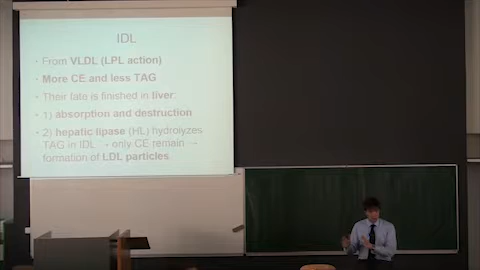 IDL
• From VLDL (LPL action)
• More CE and less TAG
• Their fate is finished in liver:
• 1) absorption and destruction
• 2) hepatic lipase (HL) hydrolyzes
TAG in IDL → only CE remain →
formation of LDL particles